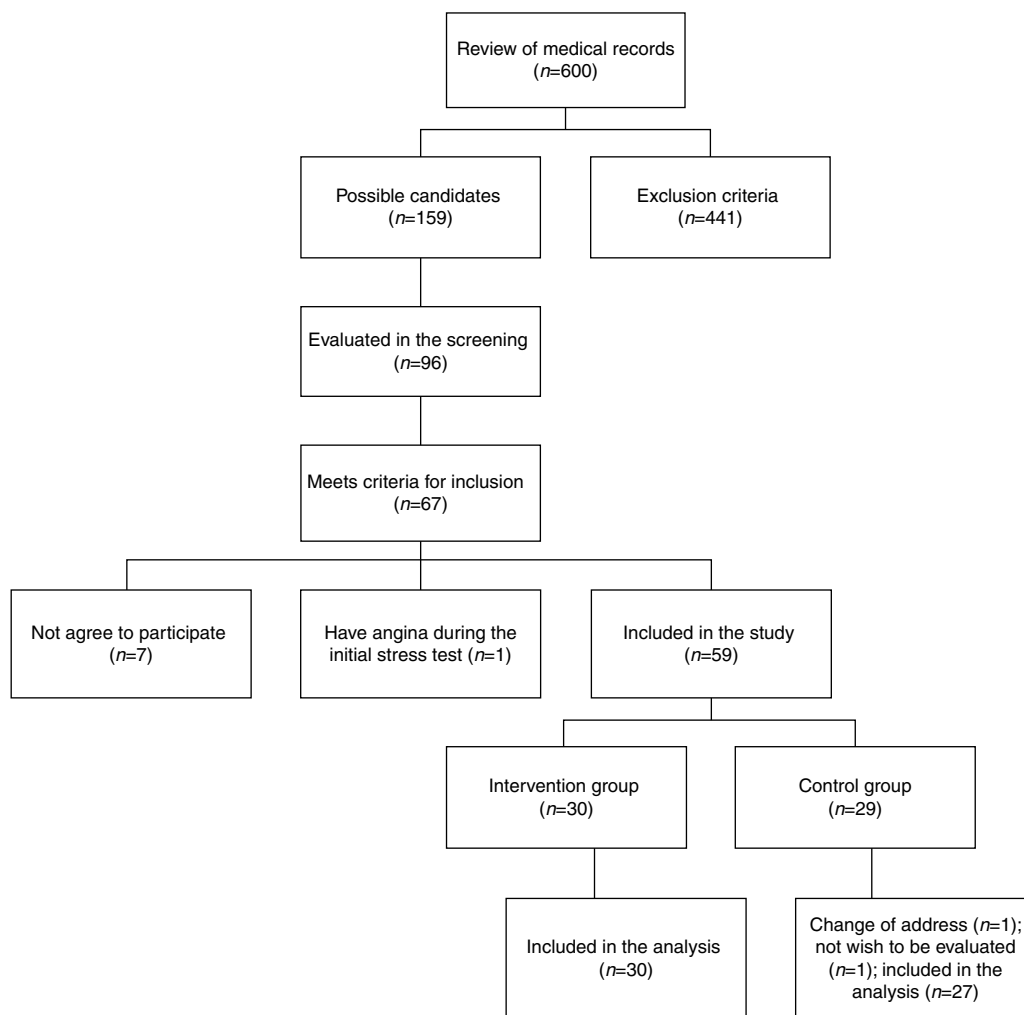 Review of medical records
(n=600)
Possible candidates
(n=159)
Exclusion criteria
(n=441)
Evaluated in the screening
(n=96)
Meets criteria for inclusion
(n=67)
Not agree to participate
(n=7)
Have angina during the
initial stress test (n=1)
Included in the study
(n=59)
Intervention group
(n=30)
Control group
(n=29)
Included in the analysis
(n=30)
Change of address (n=1);
not wish to be evaluated
(n=1); included in the
analysis (n=27)